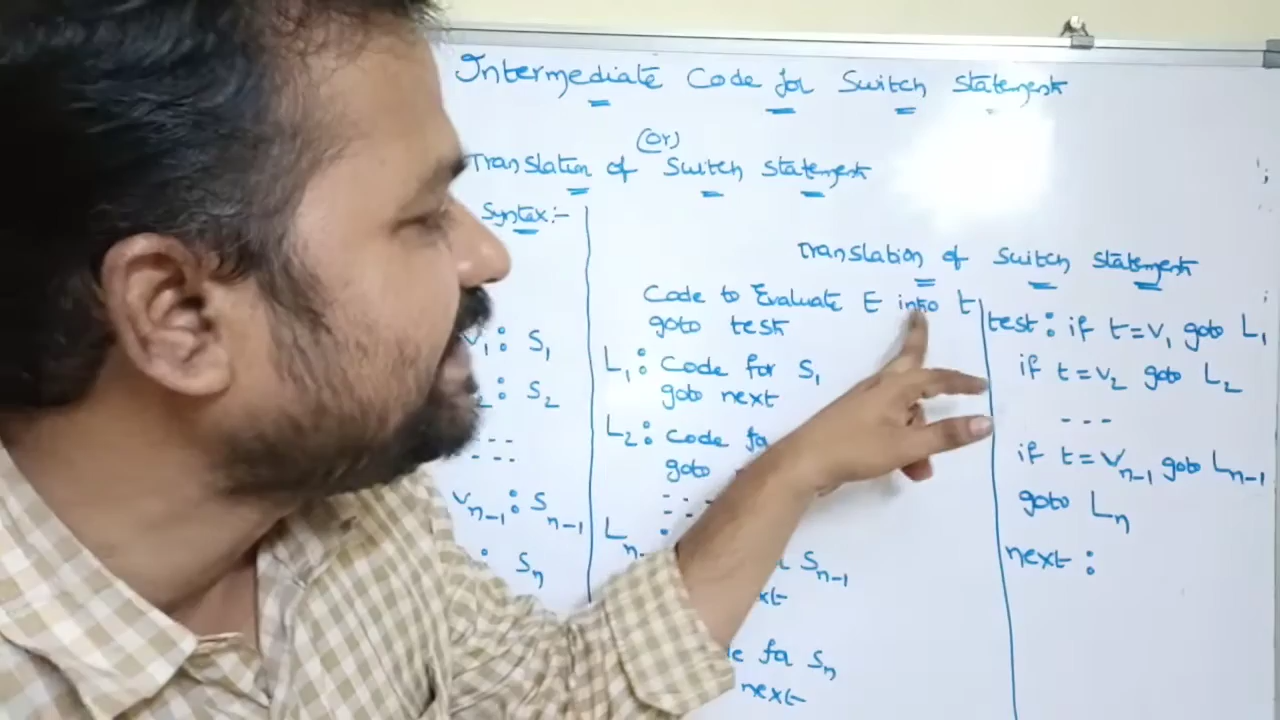 Intermediate Code for Switch Statement
(or)
Translation of Switch Statement
Syntax:-
V1: S1
: S2
---
---
Vn-1: Sn-1
: Sn
Translation of Switch Statement
Code to Evaluate E into t
goto test
L1: Code for S1
goto next
L2: Code
goto
---
L
Sn-1
Sn
next
test: if t=V1 goto L1
if t=V2 goto L2
---
if t=Vn-1 goto Ln-1
goto Ln
next: